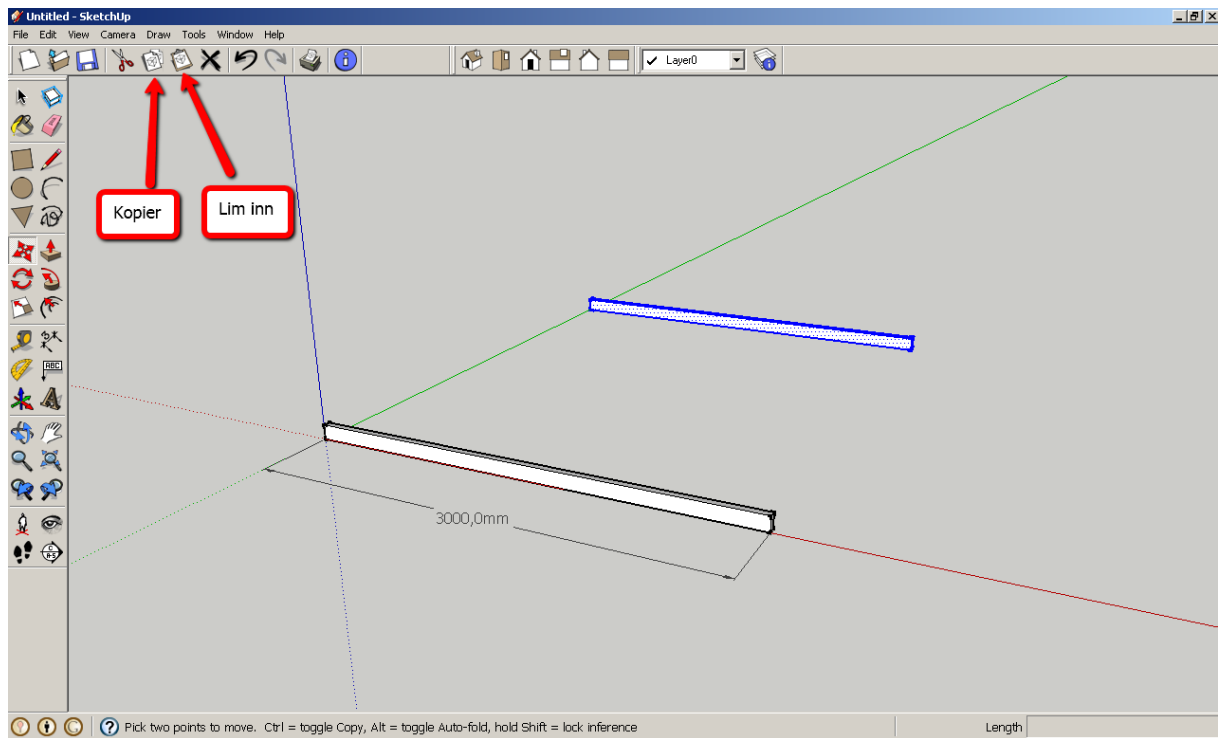 Untitled - SketchUp
File Edit View Camera Draw Tools Window Help
Layer0
Kopier
Lim inn
ABC
3000,0mm
Pick two points to move. Ctrl = toggle Copy, Alt = toggle Auto-fold, hold Shift = lock inference
Length